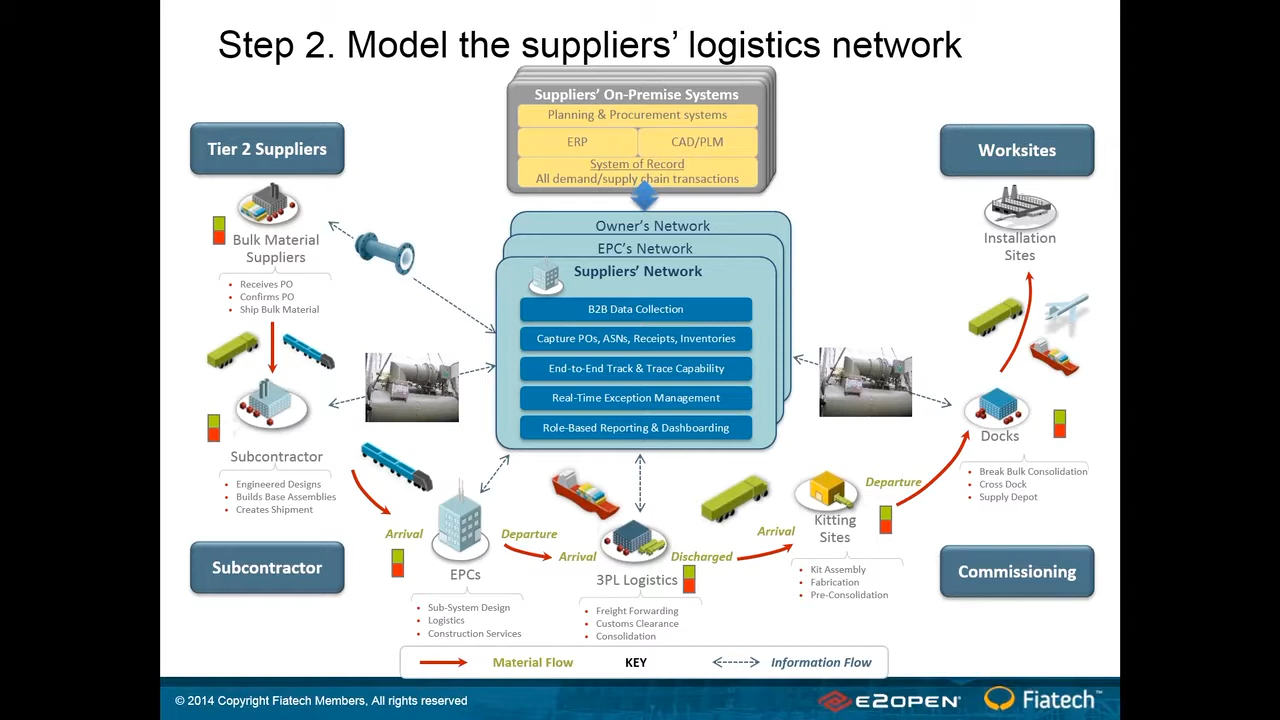 Step 2. Model the suppliers’ logistics network
Suppliers’ On-Premise Systems
Planning & Procurement systems
ERP
CAD/PLM
System of Record
All demand/supply chain transactions
Tier 2 Suppliers
Worksites
Owner’s Network
EPC’s Network
Suppliers’ Network
B2B Data Collection
Capture POs, ASNs, Receipts, Inventories
End-to-End Track & Trace Capability
Real-Time Exception Management
Role-Based Reporting & Dashboarding
Bulk Material
Suppliers
• Receives PO
• Confirms PO
• Ship Bulk Material
Installation
Sites
Subcontractor
• Engineered Designs
• Builds Base Assemblies
• Creates Shipment
Docks
• Break Bulk Consolidation
• Cross Dock
• Supply Depot
Subcontractor
Arrival
EPCs
• Sub-System Design
• Logistics
• Construction Services
Departure
Arrival
3PL Logistics
• Freight Forwarding
• Customs Clearance
• Consolidation
Discharged
Arrival
Kitting
Sites
• Kit Assembly
• Fabrication
• Pre-Consolidation
Departure
Commissioning
Material Flow
KEY
Information Flow
© 2014 Copyright Fiatech Members, All rights reserved
E2OPEN
Fiatech™